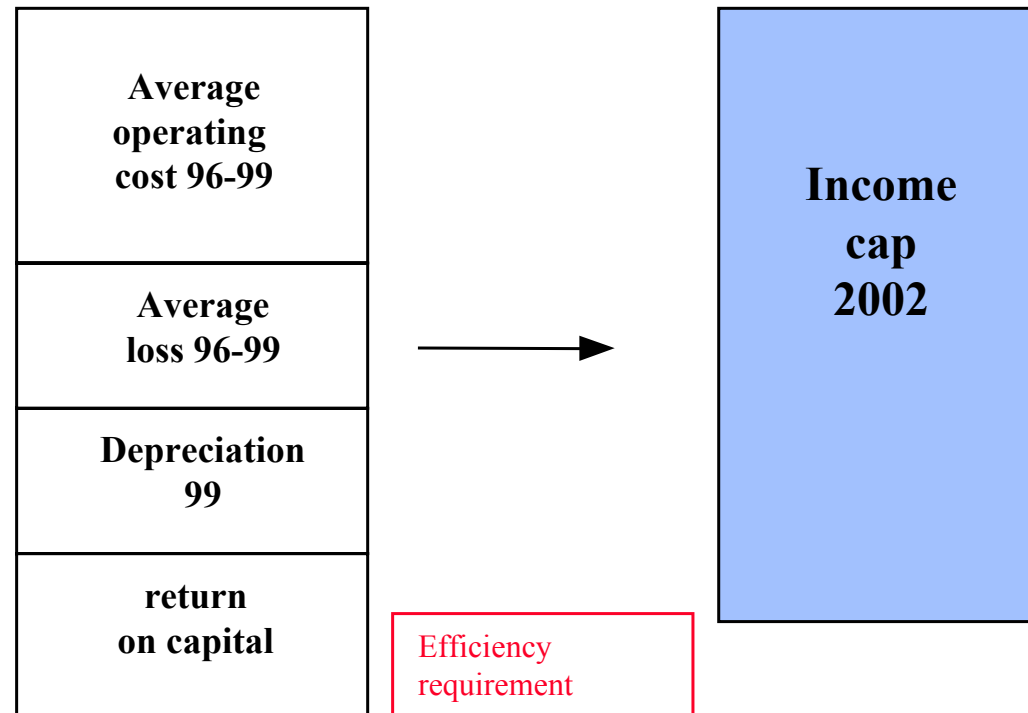 Average
operating
cost 96-99
Average
loss 96-99
Depreciation
99
return
on capital
Efficiency
requirement
Income
cap
2002